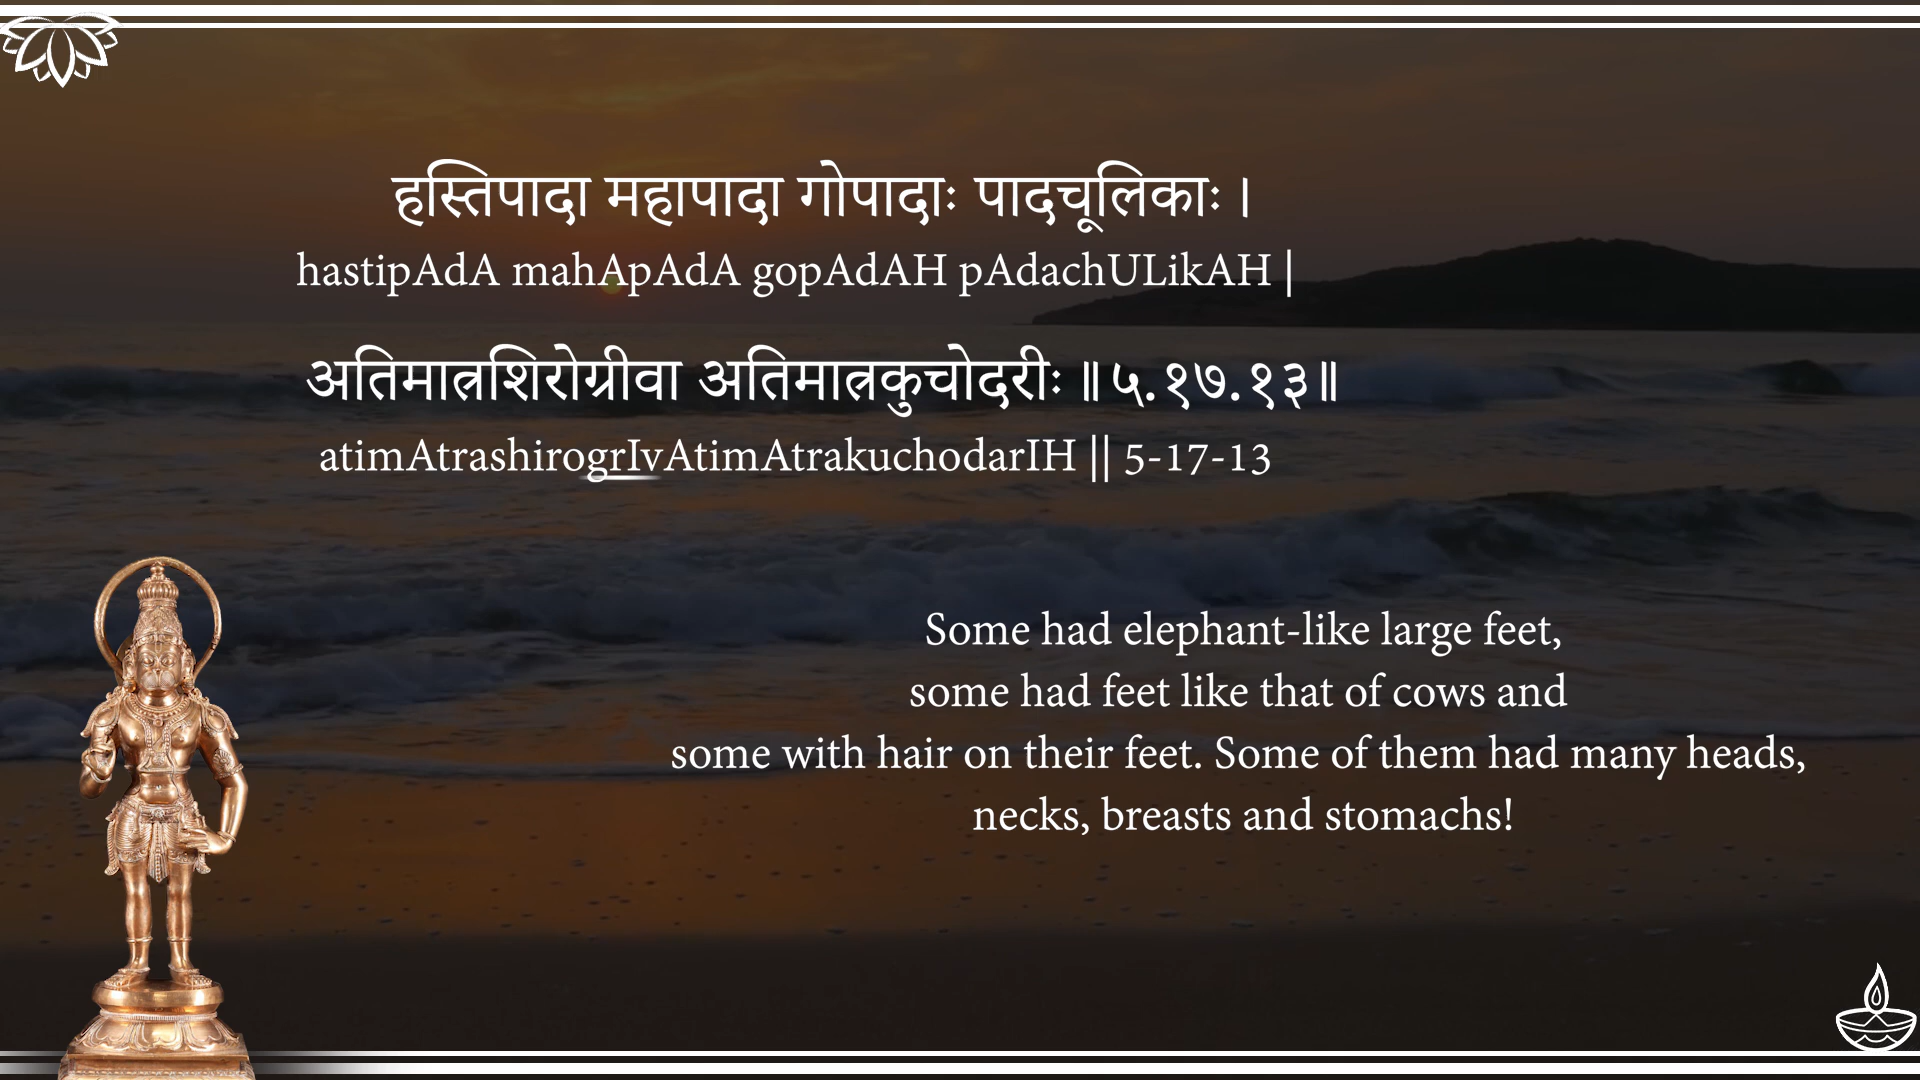 हस्तिपादा महापादा गोपादाः पादचूलिकाः ।
hastipAdA mahApAdA gopAdAH pAdachULikAH |
अतिमात्रशिरोग्रीवा अतिमात्रकुचोदरीः ॥५.१७.१३॥
atimAtrashirogrIvAtimAtrakuchodarIH || 5-17-13
Some had elephant-like large feet,
some had feet like that of cows and
some with hair on their feet. Some of them had many heads,
necks, breasts and stomachs!